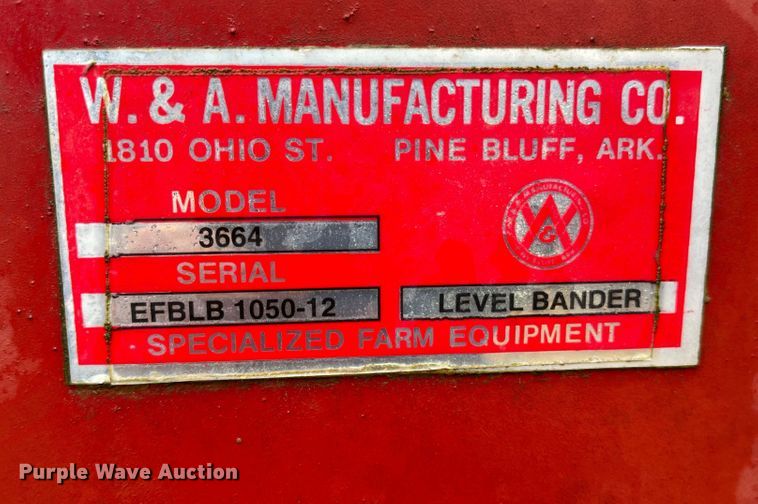 W. & A. MANUFACTURING CO.
1810 OHIO ST. PINE BLUFF, ARK.
MODEL
3664
SERIAL
EFBLB 1050-12 LEVEL BANDER
SPECIALIZED FARM EQUIPMENT
Purple Wave Auction